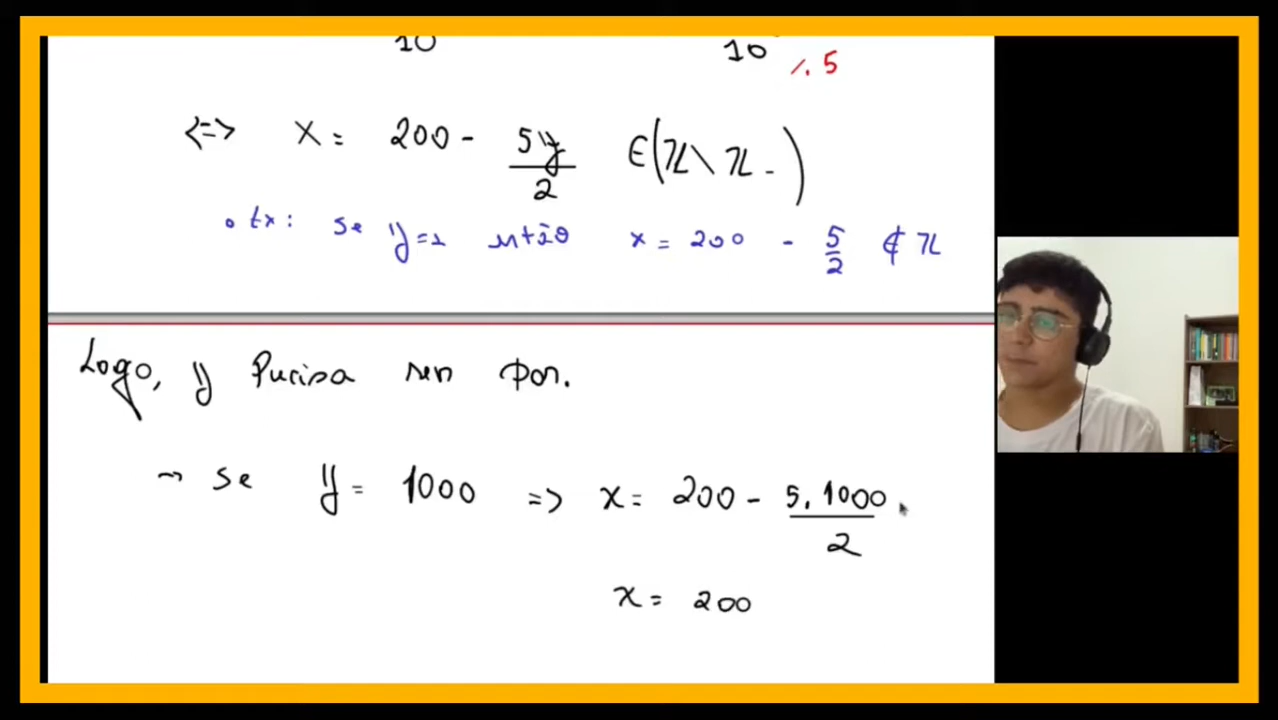 10 10 /. 5
<=> x = 200 - 5y/2 ∈ (ℤ \ ℤ-)
• Ex: se y=1 então x = 200 - 5/2 ∉ ℤ
Logo, y Precisa ser par.
→ se y = 1000 => x = 200 - 5.1000/2
x = 200